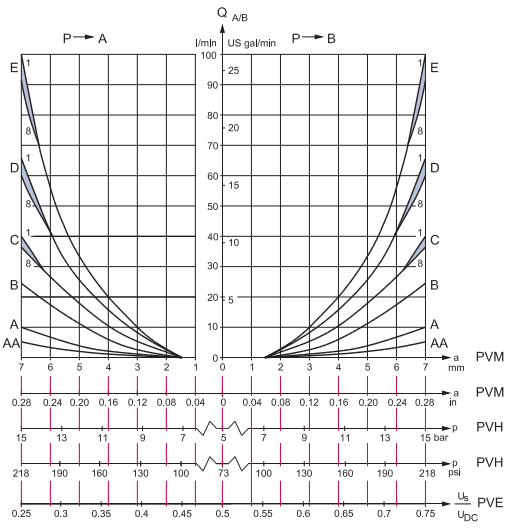 Q A/B
P → A
l/min
US gal/min
P → B
100
90
80
70
60
50
40
30
20
10
0
25
20
15
10
5
E 1
8
D 1
8
C 1
8
B
A
AA
1 E
8
1 D
8
1 C
8
B
A
AA
7 6 5 4 3 2 1 0 1 2 3 4 5 6 7 a mm PVM
0.28 0.24 0.20 0.16 0.12 0.08 0.04 0 0.04 0.08 0.12 0.16 0.20 0.24 0.28 a in PVM
15 13 11 9 7 5 7 9 11 13 15 bar p PVH
218 190 160 130 100 73 100 130 160 190 218 p psi PVH
0.25 0.3 0.35 0.4 0.45 0.5 0.55 0.6 0.65 0.7 0.75 Us UDC PVE